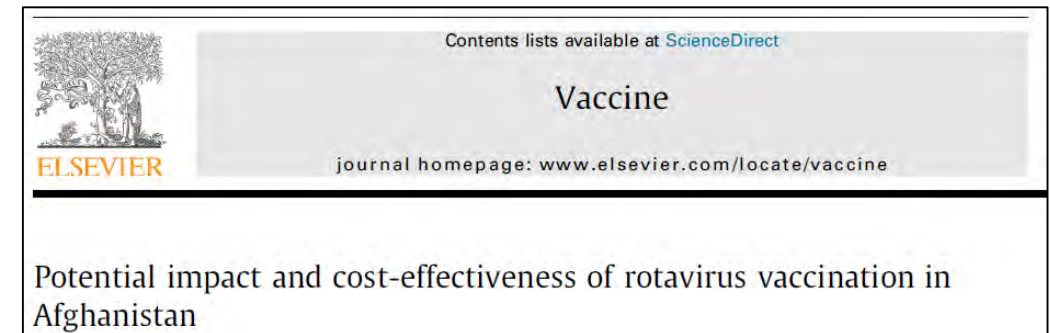 Contents lists available at ScienceDirect
Vaccine
journal homepage: www.elsevier.com/locate/vaccine
ELSEVIER
Potential impact and cost-effectiveness of rotavirus vaccination in
Afghanistan